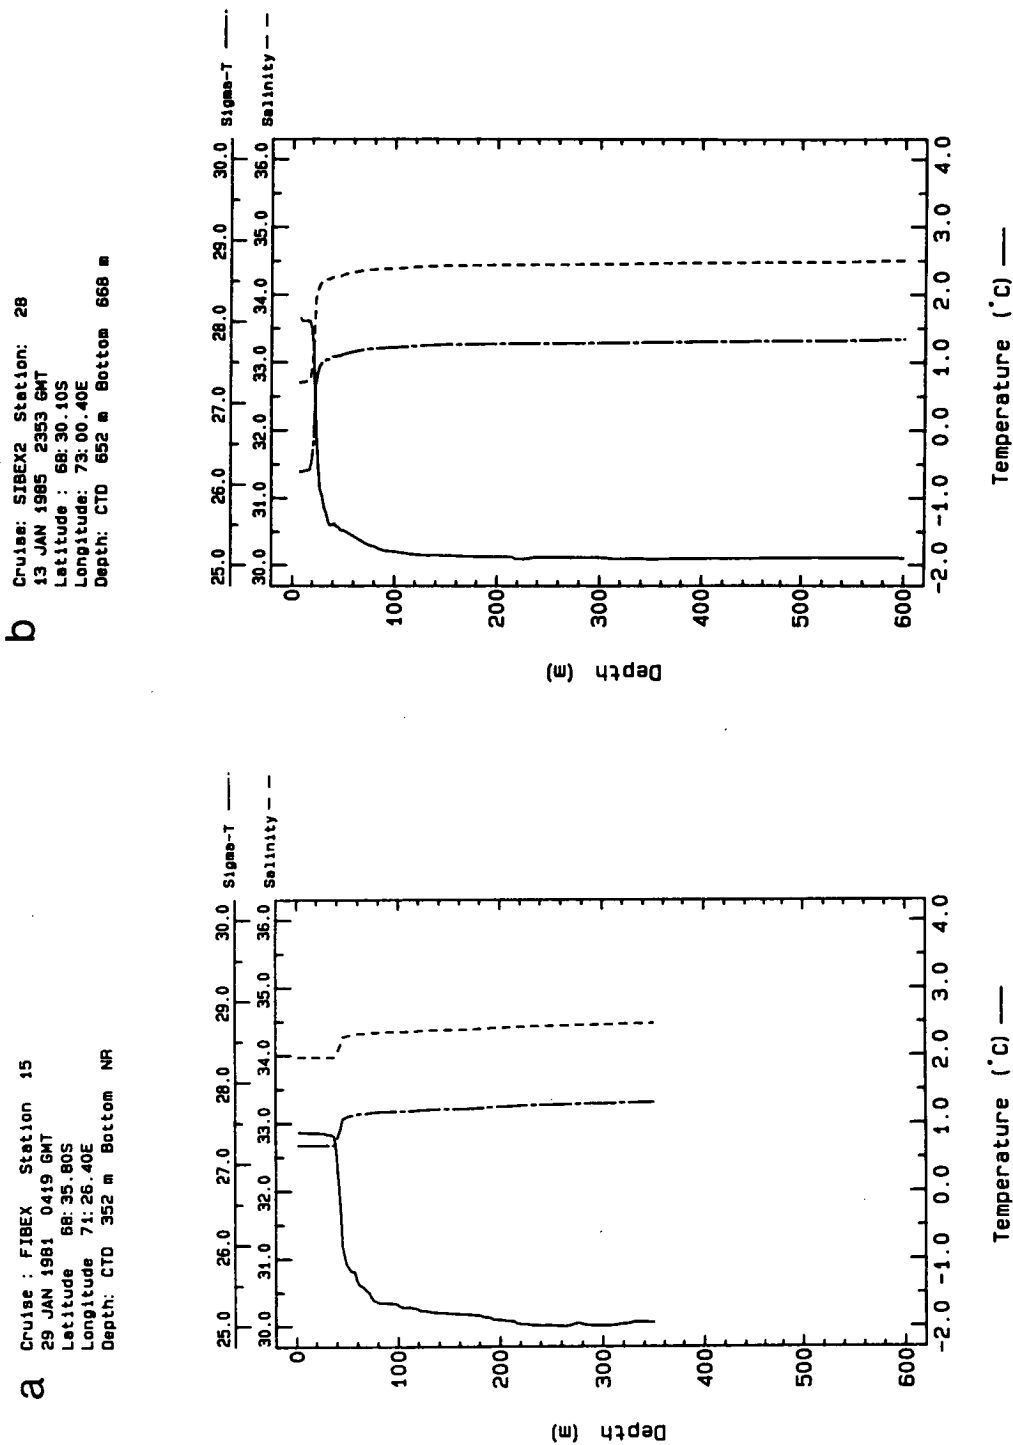 a
Cruise : FIBEX Station 15
29 JAN 1981 0419 GMT
Latitude 68:35.80S
Longitude 71:26.40E
Depth: CTD 352 m Bottom NR
25.0 26.0 27.0 28.0 29.0 30.0 Sigma-T
30.0 31.0 32.0 33.0 34.0 35.0 36.0 Salinity
0
100
200
300
400
500
600
Depth (m)
-2.0 -1.0 0.0 1.0 2.0 3.0 4.0
Temperature (°C)
b
Cruise: SIBEX2 Station: 28
13 JAN 1985 2353 GMT
Latitude : 68:30.10S
Longitude: 73:00.40E
Depth: CTD 652 m Bottom 668 m
25.0 26.0 27.0 28.0 29.0 30.0 Sigma-T
30.0 31.0 32.0 33.0 34.0 35.0 36.0 Salinity
0
100
200
300
400
500
600
Depth (m)
-2.0 -1.0 0.0 1.0 2.0 3.0 4.0
Temperature (°C)